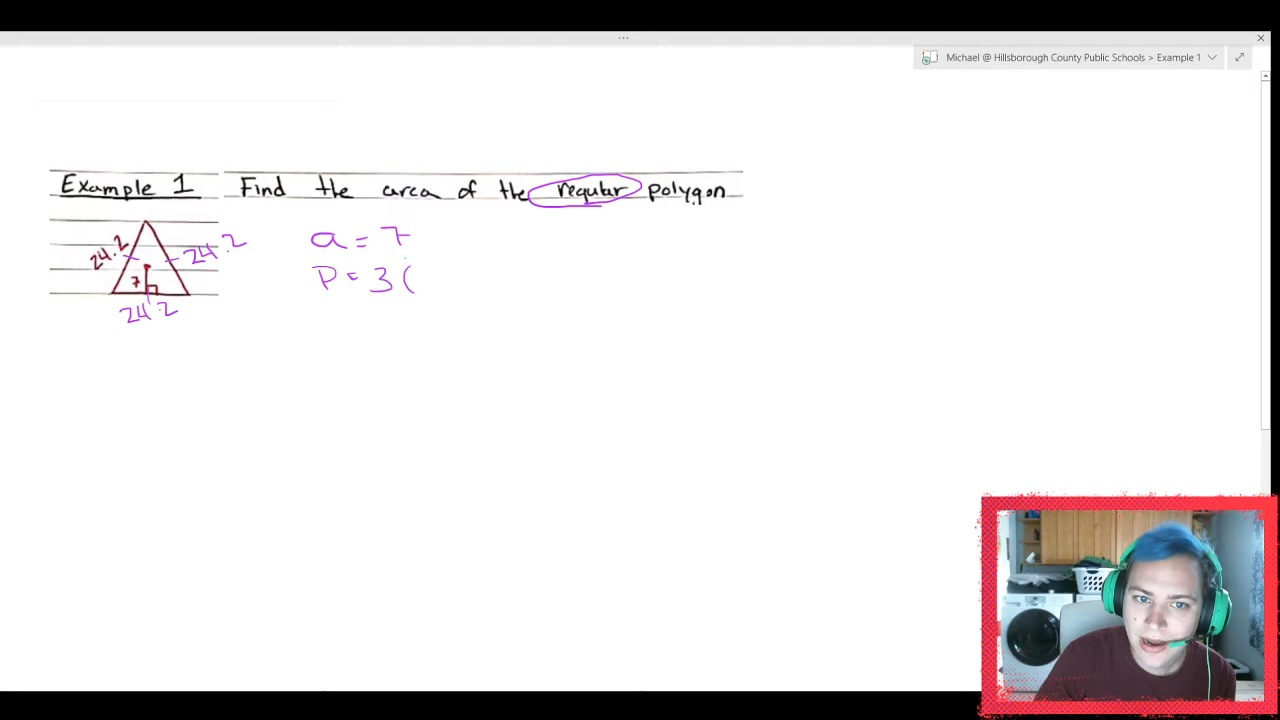 Michael @ Hillsborough County Public Schools > Example 1
Example 1 Find the area of the regular polygon
24.2 24.2
7
24.2
a = 7
P = 3 (